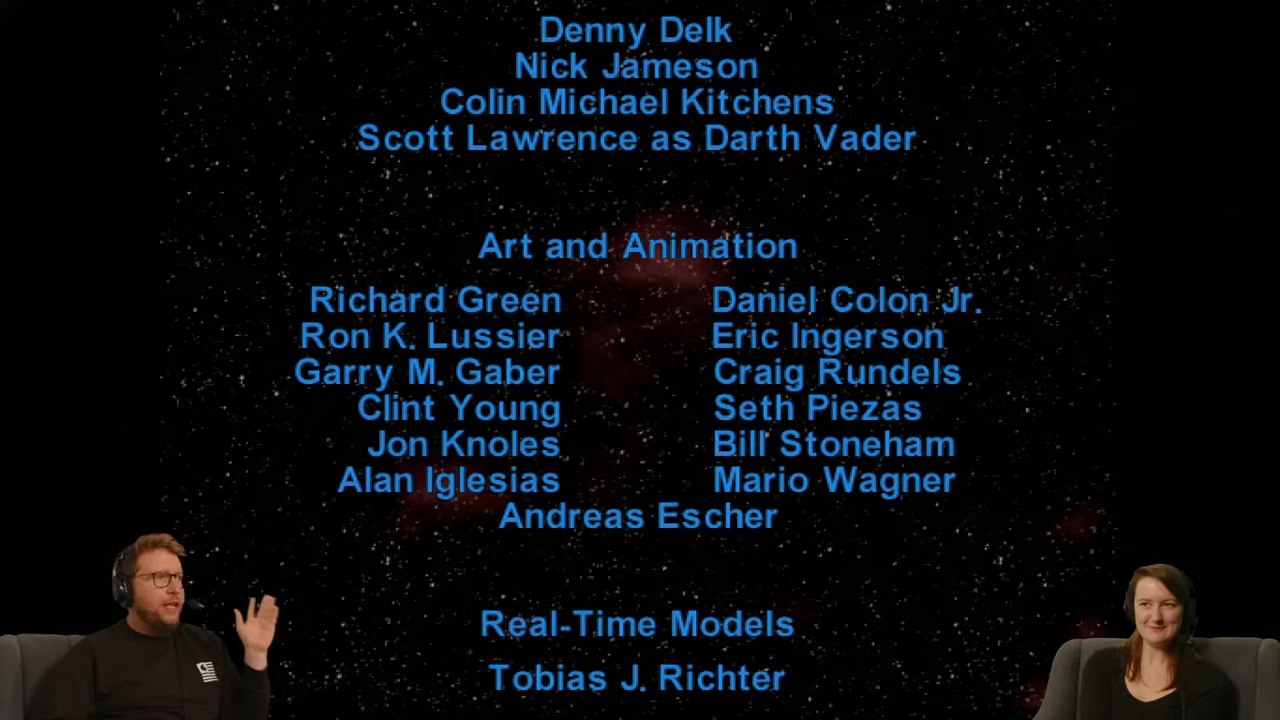 Denny Delk
Nick Jameson
Colin Michael Kitchens
Scott Lawrence as Darth Vader
Art and Animation
Richard Green Daniel Colon Jr.
Ron K. Lussier Eric Ingerson
Garry M. Gaber Craig Rundels
Clint Young Seth Piezas
Jon Knoles Bill Stoneham
Alan Iglesias Mario Wagner
Andreas Escher
Real-Time Models
Tobias J. Richter